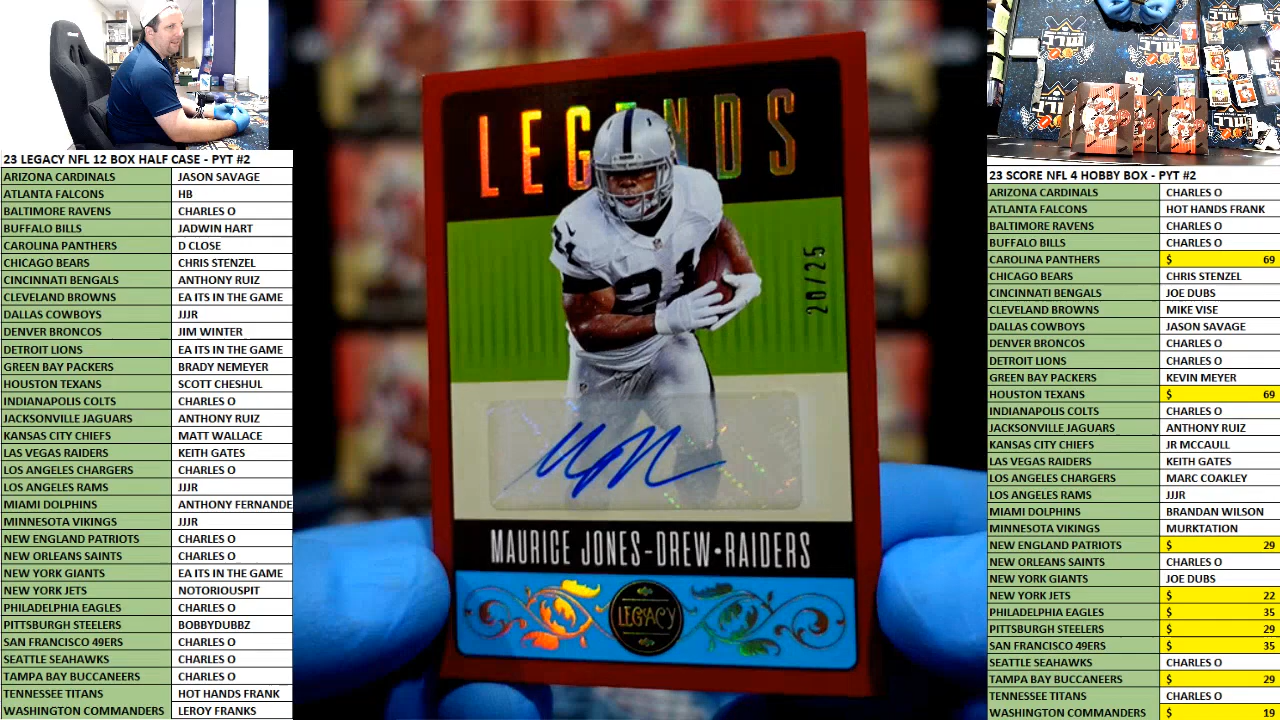 23 LEGACY NFL 12 BOX HALF CASE - PYT #2
ARIZONA CARDINALS JASON SAVAGE
ATLANTA FALCONS HB
BALTIMORE RAVENS CHARLES O
BUFFALO BILLS JADWIN HART
CAROLINA PANTHERS D CLOSE
CHICAGO BEARS CHRIS STENZEL
CINCINNATI BENGALS ANTHONY RUIZ
CLEVELAND BROWNS EA ITS IN THE GAME
DALLAS COWBOYS JJJR
DENVER BRONCOS JIM WINTER
DETROIT LIONS EA ITS IN THE GAME
GREEN BAY PACKERS BRADY NEMEYER
HOUSTON TEXANS SCOTT CHESHUL
INDIANAPOLIS COLTS CHARLES O
JACKSONVILLE JAGUARS ANTHONY RUIZ
KANSAS CITY CHIEFS MATT WALLACE
LAS VEGAS RAIDERS KEITH GATES
LOS ANGELES CHARGERS CHARLES O
LOS ANGELES RAMS JJJR
MIAMI DOLPHINS ANTHONY FERNANDE
MINNESOTA VIKINGS JJJR
NEW ENGLAND PATRIOTS CHARLES O
NEW ORLEANS SAINTS CHARLES O
NEW YORK GIANTS EA ITS IN THE GAME
NEW YORK JETS NOTORIOUSPIT
PHILADELPHIA EAGLES CHARLES O
PITTSBURGH STEELERS BOBBYDUBBZ
SAN FRANCISCO 49ERS CHARLES O
SEATTLE SEAHAWKS CHARLES O
TAMPA BAY BUCCANEERS CHARLES O
TENNESSEE TITANS HOT HANDS FRANK
WASHINGTON COMMANDERS LEROY FRANKS
LEGENDS
21
20/25
MAURICE JONES-DREW•RAIDERS
LEGACY
23 SCORE NFL 4 HOBBY BOX - PYT #2
ARIZONA CARDINALS CHARLES O
ATLANTA FALCONS HOT HANDS FRANK
BALTIMORE RAVENS CHARLES O
BUFFALO BILLS CHARLES O
CAROLINA PANTHERS $ 69
CHICAGO BEARS CHRIS STENZEL
CINCINNATI BENGALS JOE DUBS
CLEVELAND BROWNS MIKE VISE
DALLAS COWBOYS JASON SAVAGE
DENVER BRONCOS CHARLES O
DETROIT LIONS CHARLES O
GREEN BAY PACKERS KEVIN MEYER
HOUSTON TEXANS $ 69
INDIANAPOLIS COLTS CHARLES O
JACKSONVILLE JAGUARS ANTHONY RUIZ
KANSAS CITY CHIEFS JR MCCAULL
LAS VEGAS RAIDERS KEITH GATES
LOS ANGELES CHARGERS MARC COAKLEY
LOS ANGELES RAMS JJJR
MIAMI DOLPHINS BRANDAN WILSON
MINNESOTA VIKINGS MURKTATION
NEW ENGLAND PATRIOTS $ 29
NEW ORLEANS SAINTS CHARLES O
NEW YORK GIANTS JOE DUBS
NEW YORK JETS $ 22
PHILADELPHIA EAGLES $ 35
PITTSBURGH STEELERS $ 29
SAN FRANCISCO 49ERS $ 35
SEATTLE SEAHAWKS CHARLES O
TAMPA BAY BUCCANEERS $ 29
TENNESSEE TITANS CHARLES O
WASHINGTON COMMANDERS $ 19